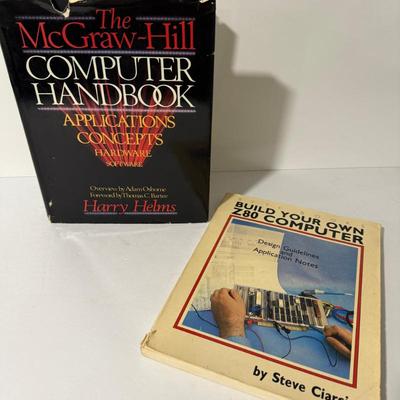 The
McGraw-Hill
COMPUTER
HANDBOOK
APPLICATIONS
CONCEPTS
HARDWARE
SOFTWARE
Overview by Adam Osborne
Foreword by Thomas C. Bartee
Harry Helms
BUILD YOUR OWN
Z80 COMPUTER
Design Guidelines
and
Application Notes
by Steve Ciarci